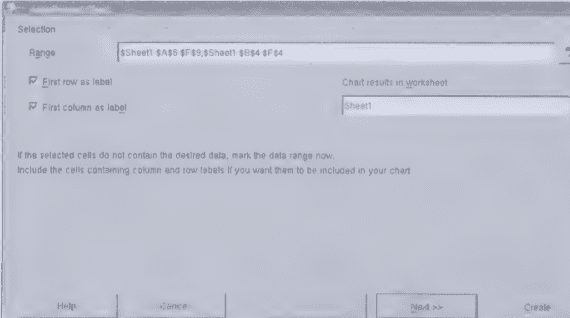 Selection
Range
$Sheet1 $A$6 $F$9,$Sheet1 $B$4 $F$4
First row as label
Chart results in worksheet
First column as label
Sheet1
If the selected cells do not contain the desired data, mark the data range now.
Include the cells containing column and row labels if you want them to be included in your chart
Help Cance Next >> Create